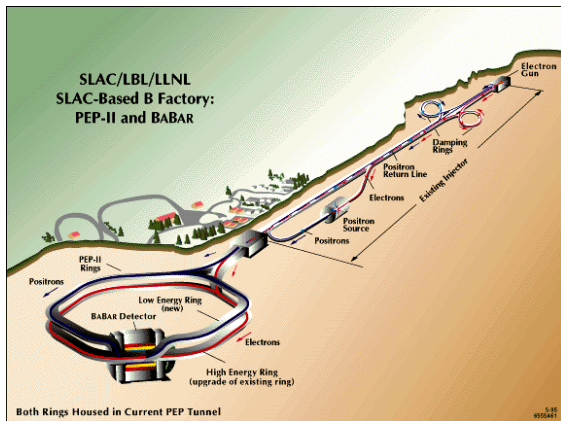 SLAC/LBL/LLNL
SLAC-Based B Factory:
PEP-II and BABAR
Electron
Gun
Damping
Rings
Positron
Return Line
Electrons
Existing Injector
Positron
Source
Positrons
PEP-II
Rings
Positrons
Low Energy Ring
(new)
BABAR Detector
Electrons
High Energy Ring
(upgrade of existing ring)
Both Rings Housed in Current PEP Tunnel
5-95